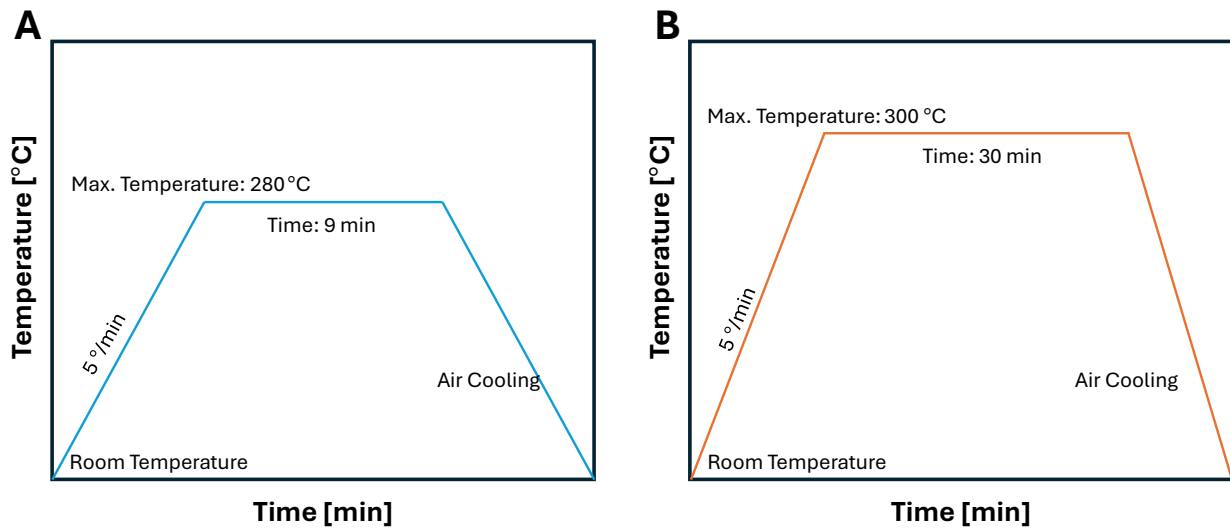 A
Temperature [°C]
Max. Temperature: 280 °C
Time: 9 min
5 °/min
Air Cooling
Room Temperature
Time [min]
B
Temperature [°C]
Max. Temperature: 300 °C
Time: 30 min
5 °/min
Air Cooling
Room Temperature
Time [min]